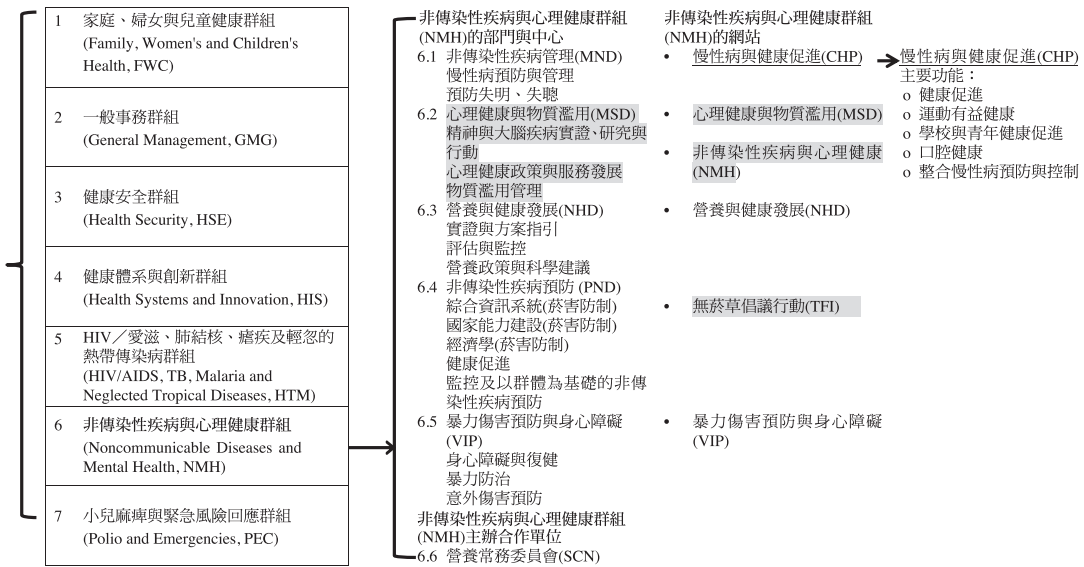 1 家庭、婦女與兒童健康群組
(Family, Women's and Children's
Health, FWC)
2 一般事務群組
(General Management, GMG)
3 健康安全群組
(Health Security, HSE)
4 健康體系與創新群組
(Health Systems and Innovation, HIS)
5 HIV／愛滋、肺結核、瘧疾及輕忽的
熱帶傳染病群組
(HIV/AIDS, TB, Malaria and
Neglected Tropical Diseases, HTM)
6 非傳染性疾病與心理健康群組
(Noncommunicable Diseases and
Mental Health, NMH)
7 小兒麻痺與緊急風險回應群組
(Polio and Emergencies, PEC)
非傳染性疾病與心理健康群組
(NMH)的部門與中心
6.1 非傳染性疾病管理(MND)
慢性病預防與管理
預防失明、失聰
6.2 心理健康與物質濫用(MSD)
精神與大腦疾病實證、研究與
行動
心理健康政策與服務發展
物質濫用管理
6.3 營養與健康發展(NHD)
實證與方案指引
評估與監控
營養政策與科學建議
6.4 非傳染性疾病預防 (PND)
綜合資訊系統(菸害防制)
國家能力建設(菸害防制)
經濟學(菸害防制)
健康促進
監控及以群體為基礎的非傳
染性疾病預防
6.5 暴力傷害預防與身心障礙
(VIP)
身心障礙與復健
暴力防治
意外傷害預防
非傳染性疾病與心理健康群組
(NMH)主辦合作單位
6.6 營養常務委員會(SCN)
非傳染性疾病與心理健康群組
(NMH)的網站
• 慢性病與健康促進(CHP)
• 心理健康與物質濫用(MSD)
• 非傳染性疾病與心理健康
(NMH)
• 營養與健康發展(NHD)
• 無菸草倡議行動(TFI)
• 暴力傷害預防與身心障礙
(VIP)
慢性病與健康促進(CHP)
主要功能：
o 健康促進
o 運動有益健康
o 學校與青年健康促進
o 口腔健康
o 整合慢性病預防與控制